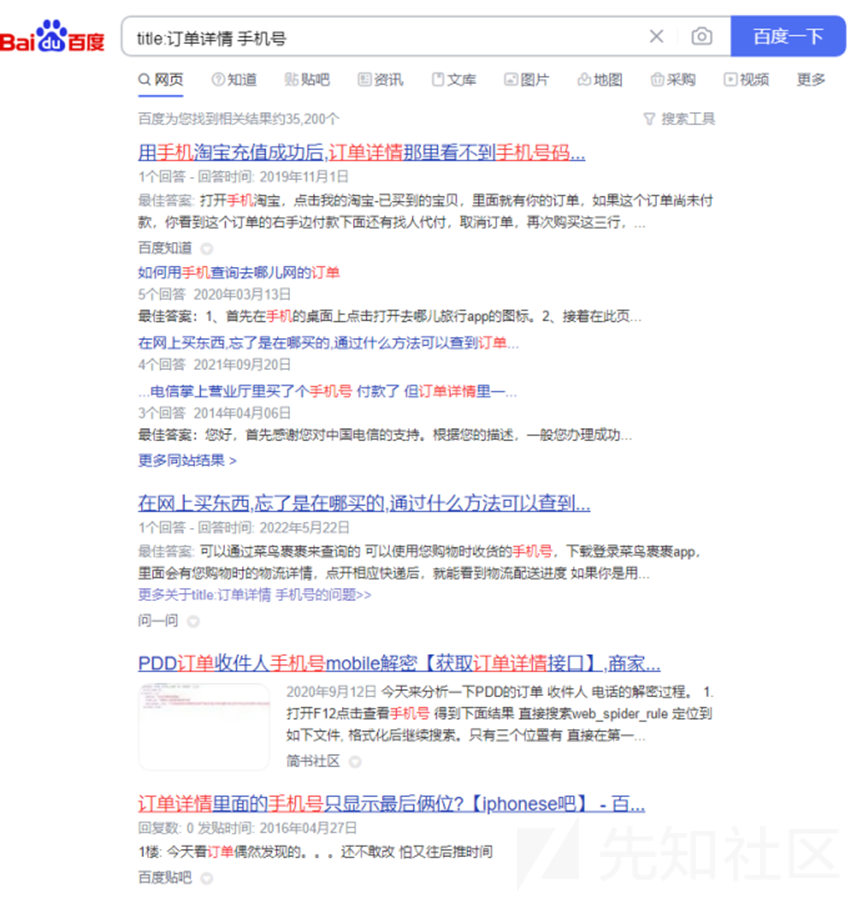 Bai du 百度 title:订单详情 手机号 百度一下
网页 知道 贴吧 资讯 文库 图片 地图 采购 视频 更多
百度为您找到相关结果约35,200个 搜索工具
用手机淘宝充值成功后,订单详情那里看不到手机号码...
1个回答 - 回答时间: 2019年11月1日
最佳答案: 打开手机淘宝，点击我的淘宝-已买到的宝贝，里面就有你的订单，如果这个订单尚未付
款，你看到这个订单的右手边付款下面还有找人代付，取消订单，再次购买这三行，...
百度知道
如何用手机查询去哪儿网的订单
5个回答 2020年03月13日
最佳答案：1、首先在手机的桌面上点击打开去哪儿旅行app的图标。2、接着在此页...
在网上买东西,忘了是在哪买的,通过什么方法可以查到订单...
4个回答 2021年09月20日
...电信掌上营业厅里买了个手机号 付款了 但订单详情里一...
3个回答 2014年04月06日
最佳答案：您好，首先感谢您对中国电信的支持。根据您的描述，一般您办理成功...
更多同站结果 >
在网上买东西,忘了是在哪买的,通过什么方法可以查到...
1个回答 - 回答时间: 2022年5月22日
最佳答案: 可以通过菜鸟裹裹来查询的 可以使用您购物时收货的手机号，下载登录菜鸟裹裹app，
里面会有您购物时的物流详情，点开相应快递后，就能看到物流配送进度 如果你是用...
更多关于title:订单详情 手机号的问题>>
问一问
PDD订单收件人手机号mobile解密【获取订单详情接口】,商家...
2020年9月12日 今天来分析一下PDD的订单 收件人 电话的解密过程。 1.
打开F12点击查看手机号 得到下面结果 直接搜索web_spider_rule 定位到
如下文件, 格式化后继续搜索。只有三个位置有 直接在第一...
简书社区
订单详情里面的手机号只显示最后俩位?【iphonese吧】 - 百...
回复数: 0 发贴时间: 2016年04月27日
1楼: 今天看订单偶然发现的。。。还不敢改 怕又往后推时间
百度贴吧
先知社区